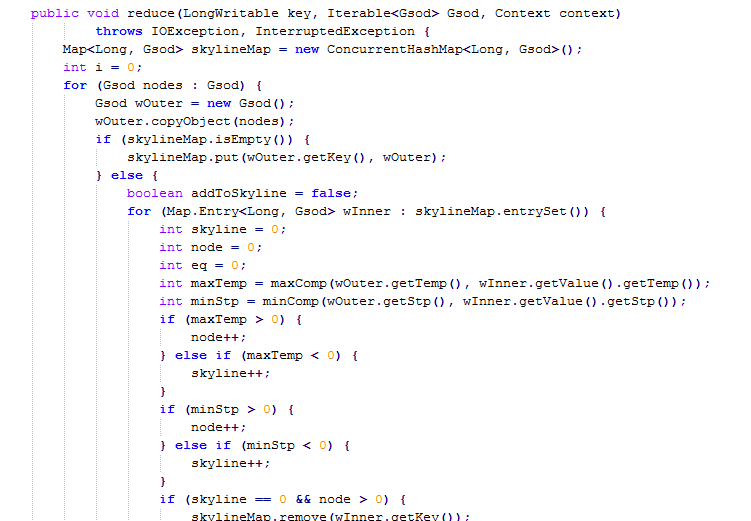 public void reduce(LongWritable key, Iterable<Gsod> Gsod, Context context)
throws IOException, InterruptedException {
Map<Long, Gsod> skylineMap = new ConcurrentHashMap<Long, Gsod>();
int i = 0;
for (Gsod nodes : Gsod) {
Gsod wOuter = new Gsod();
wOuter.copyObject(nodes);
if (skylineMap.isEmpty()) {
skylineMap.put(wOuter.getKey(), wOuter);
} else {
boolean addToSkyline = false;
for (Map.Entry<Long, Gsod> wInner : skylineMap.entrySet()) {
int skyline = 0;
int node = 0;
int eq = 0;
int maxTemp = maxComp(wOuter.getTemp(), wInner.getValue().getTemp());
int minStp = minComp(wOuter.getStp(), wInner.getValue().getStp());
if (maxTemp > 0) {
node++;
} else if (maxTemp < 0) {
skyline++;
}
if (minStp > 0) {
node++;
} else if (minStp < 0) {
skyline++;
}
if (skyline == 0 && node > 0) {
skylineMap.remove(wInner.getKey());